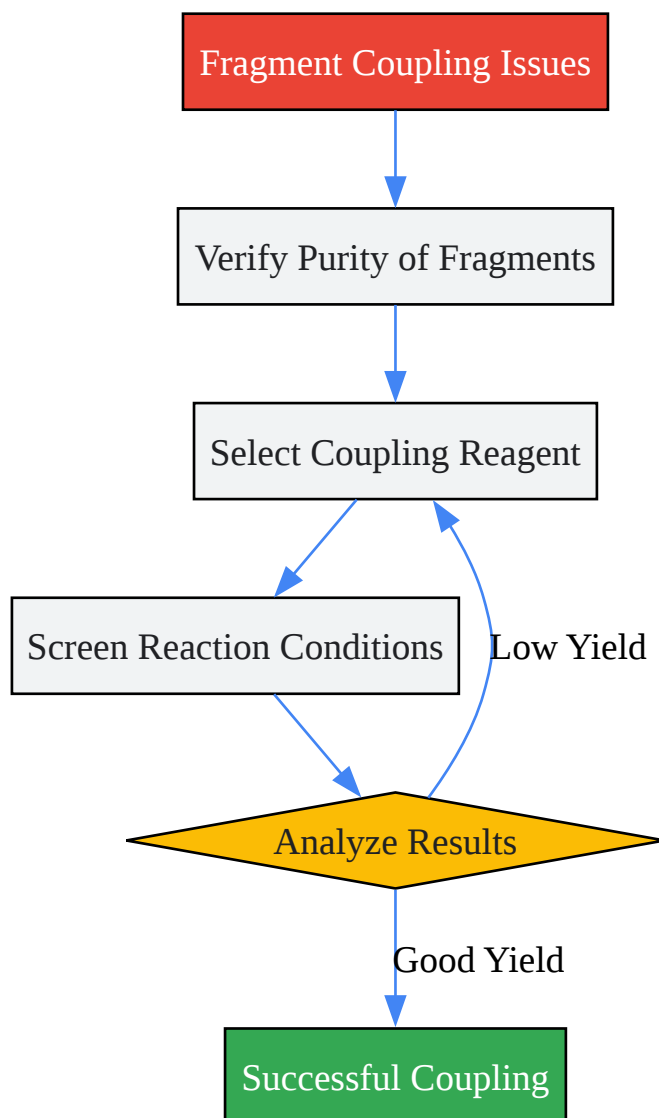 Fragment Coupling Issues
Verify Purity of Fragments
Select Coupling Reagent
Screen Reaction Conditions
Low Yield
Analyze Results
Good Yield
Successful Coupling